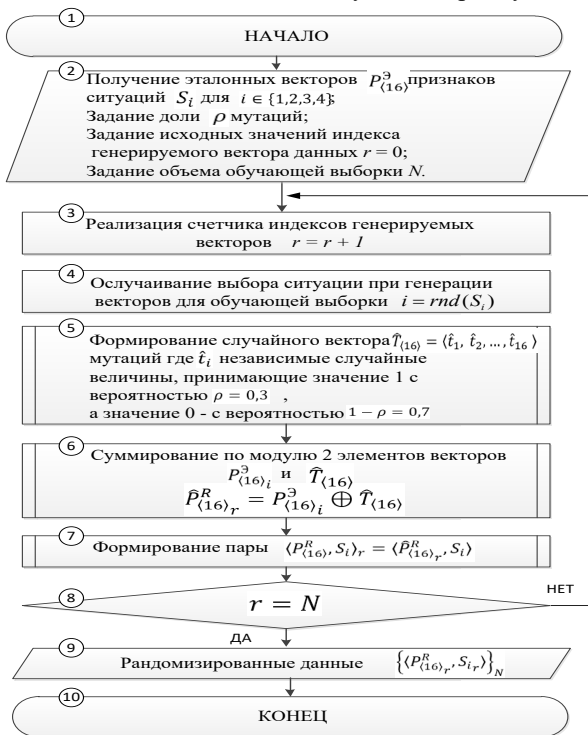 1
НАЧАЛО
2
Получение эталонных векторов P^Э_⟨16⟩ признаков
ситуаций S_i для i ∈ {1,2,3,4};
Задание доли ρ мутаций;
Задание исходных значений индекса
генерируемого вектора данных r = 0;
Задание объема обучающей выборки N.
3
Реализация счетчика индексов генерируемых
векторов r = r + 1
4
Ослучаивание выбора ситуации при генерации
векторов для обучающей выборки i = rnd(S_i)
5
Формирование случайного вектора T̂_⟨16⟩ = ⟨t̂_1, t̂_2, ..., t̂_16⟩
мутаций где t̂_i независимые случайные
величины, принимающие значение 1 с
вероятностью ρ = 0,3 ,
а значение 0 - с вероятностью 1 − ρ = 0,7
6
Суммирование по модулю 2 элементов векторов
P^Э_⟨16⟩_i и T̂_⟨16⟩
P̂^R_⟨16⟩_r = P^Э_⟨16⟩_i ⊕ T̂_⟨16⟩
7
Формирование пары ⟨P^R_⟨16⟩, S_i⟩_r = ⟨P̂^R_⟨16⟩_r, S_i⟩
8
r = N
НЕТ
ДА
9
Рандомизированные данные {⟨P^R_⟨16⟩_r, S_i_r⟩}_N
10
КОНЕЦ